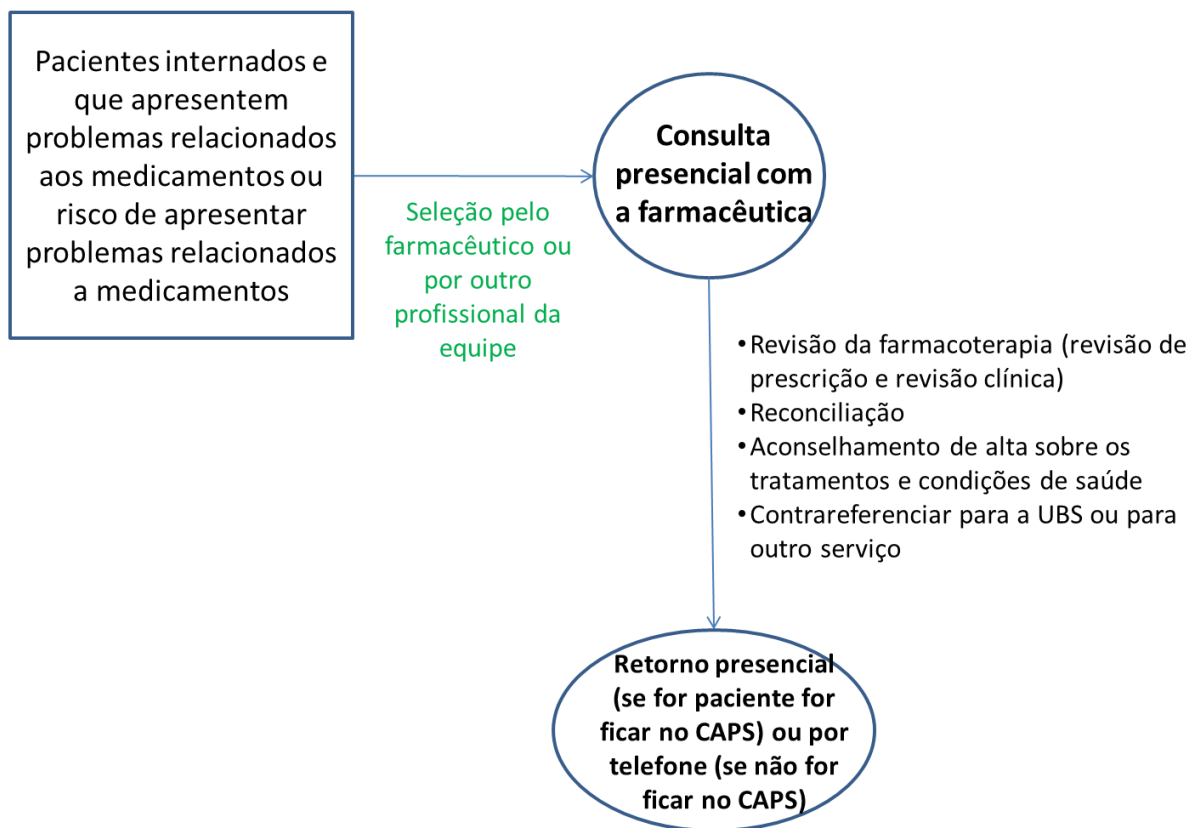 Pacientes internados e
que apresentem
problemas relacionados
aos medicamentos ou
risco de apresentar
problemas relacionados
a medicamentos
Seleção pelo
farmacêutico ou
por outro
profissional da
equipe
Consulta
presencial com
a farmacêutica
•Revisão da farmacoterapia (revisão de
prescrição e revisão clínica)
•Reconciliação
•Aconselhamento de alta sobre os
tratamentos e condições de saúde
•Contrareferenciar para a UBS ou para
outro serviço
Retorno presencial
(se for paciente for
ficar no CAPS) ou por
telefone (se não for
ficar no CAPS)